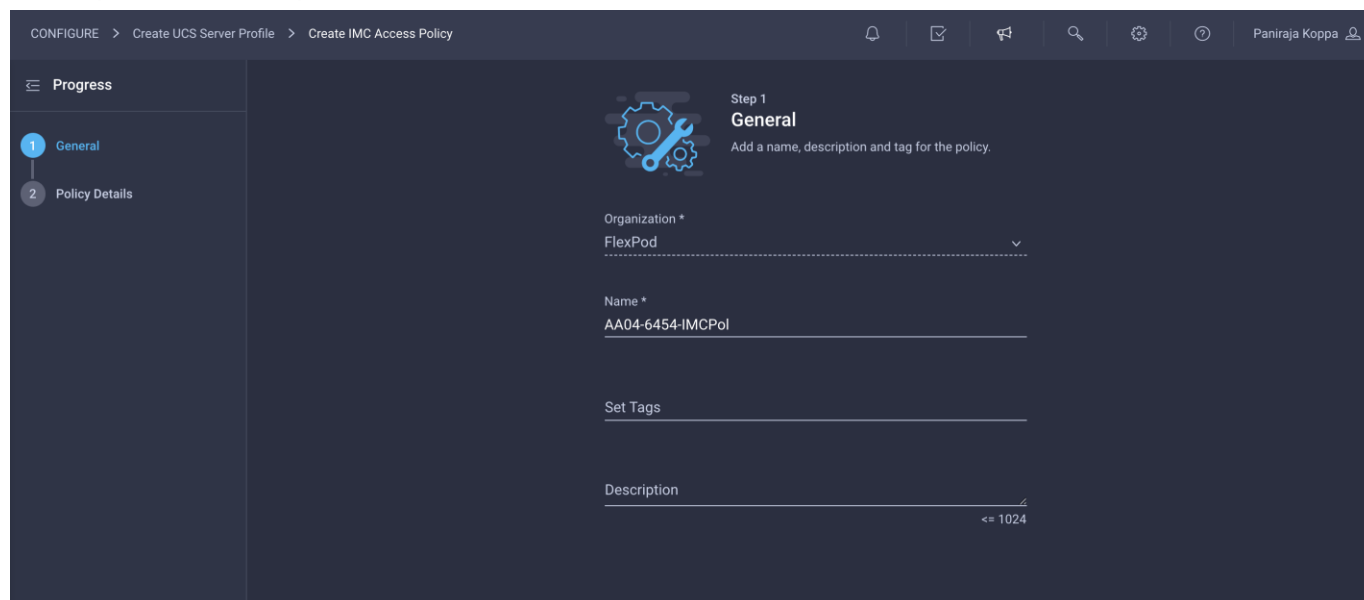 CONFIGURE > Create UCS Server Profile > Create IMC Access Policy
Paniraja Koppa
Progress
1 General
2 Policy Details
Step 1
General
Add a name, description and tag for the policy.
Organization *
FlexPod
Name *
AA04-6454-IMCPol
Set Tags
Description
<= 1024